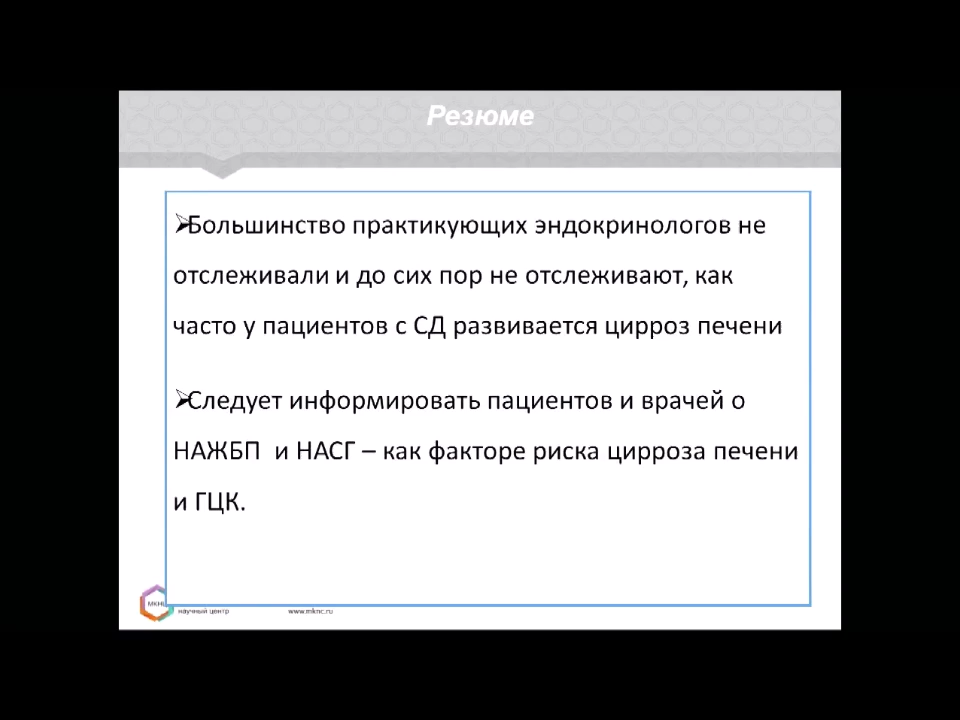 Резюме
➢Большинство практикующих эндокринологов не
отслеживали и до сих пор не отслеживают, как
часто у пациентов с СД развивается цирроз печени
➢Следует информировать пациентов и врачей о
НАЖБП и НАСГ – как факторе риска цирроза печени
и ГЦК.
МКНЦ
научный центр www.mknc.ru